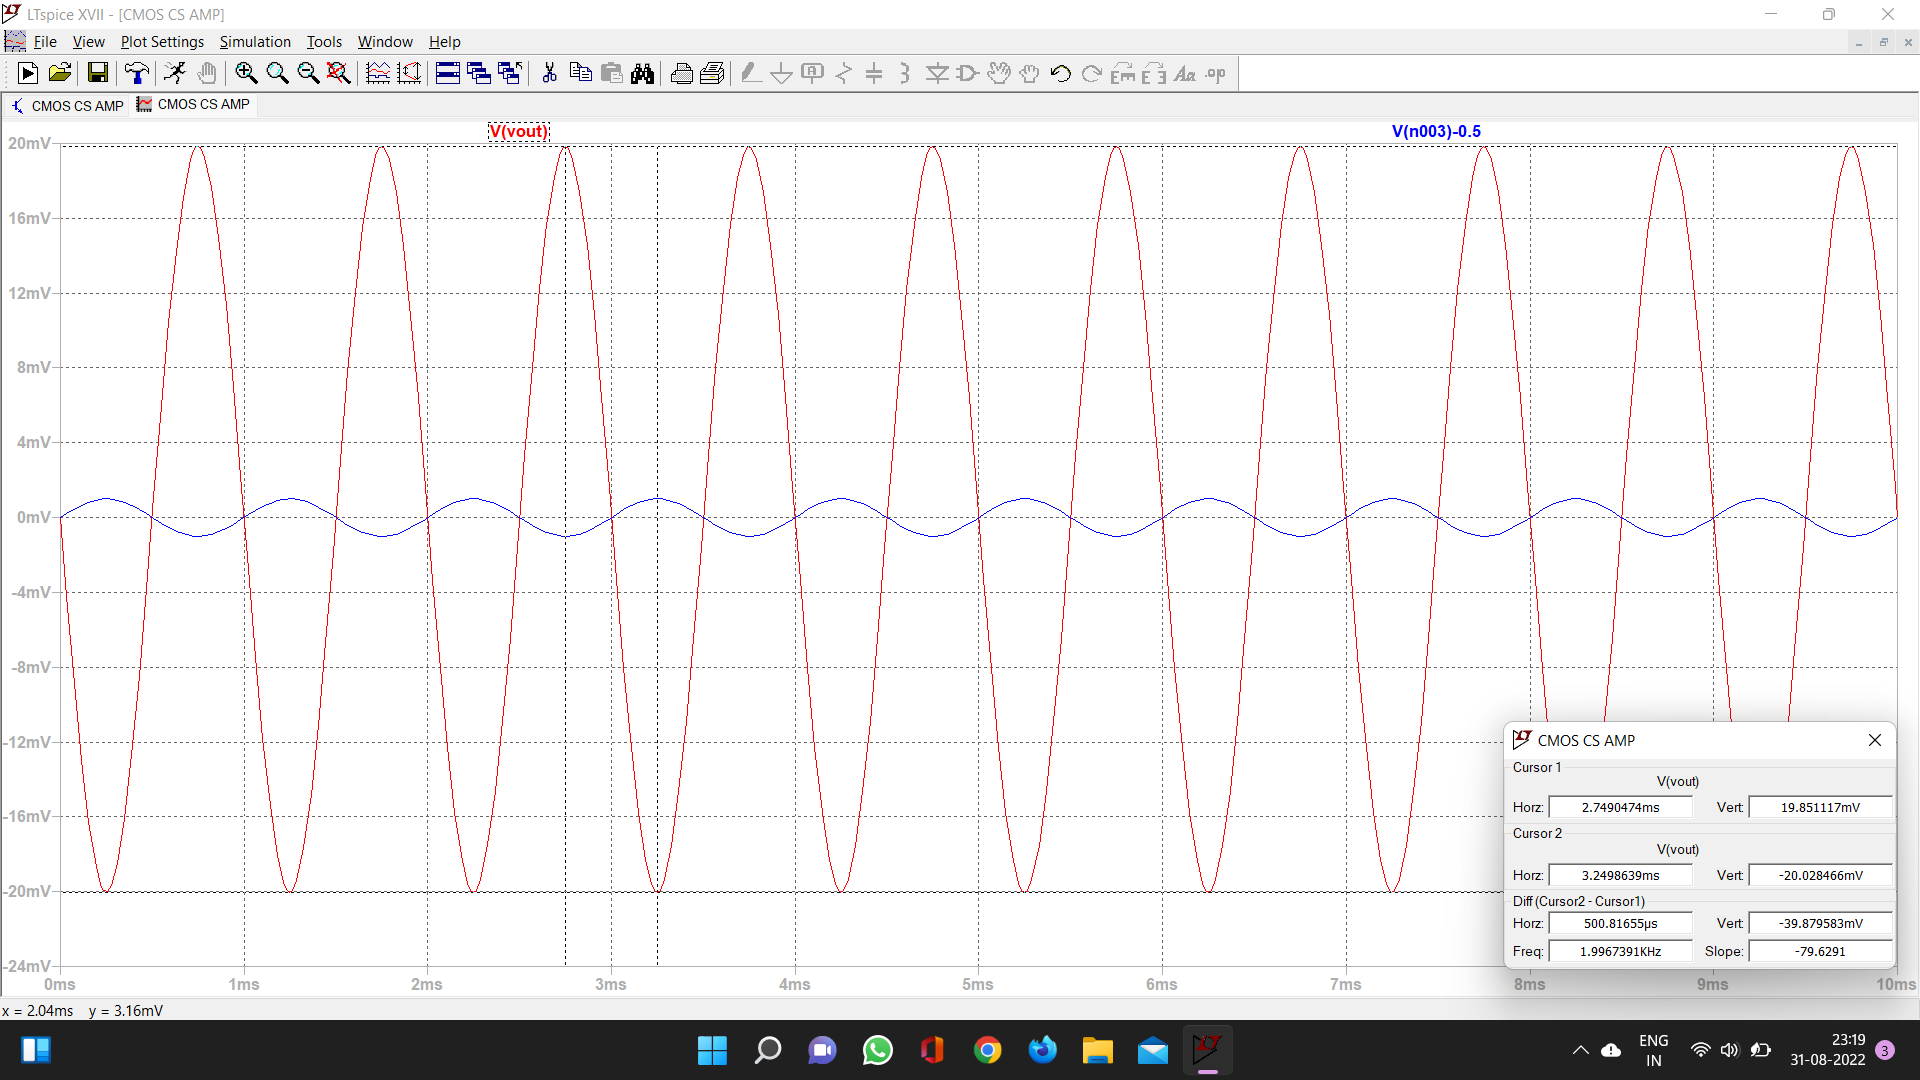 LTspice XVII - [CMOS CS AMP]
File View Plot Settings Simulation Tools Window Help
CMOS CS AMP CMOS CS AMP
V(vout) V(n003)-0.5
20mV
16mV
12mV
8mV
4mV
0mV
-4mV
-8mV
-12mV
-16mV
-20mV
-24mV
0ms 1ms 2ms 3ms 4ms 5ms 6ms 7ms 8ms 9ms 10ms
CMOS CS AMP
Cursor 1
V(vout)
Horz: 2.7490474ms Vert: 19.851117mV
Cursor 2
V(vout)
Horz: 3.2498639ms Vert: -20.028466mV
Diff (Cursor2 - Cursor1)
Horz: 500.81655µs Vert: -39.879583mV
Freq: 1.9967391KHz Slope: -79.6291
x = 2.04ms y = 3.16mV
ENG
IN
23:19
31-08-2022
3